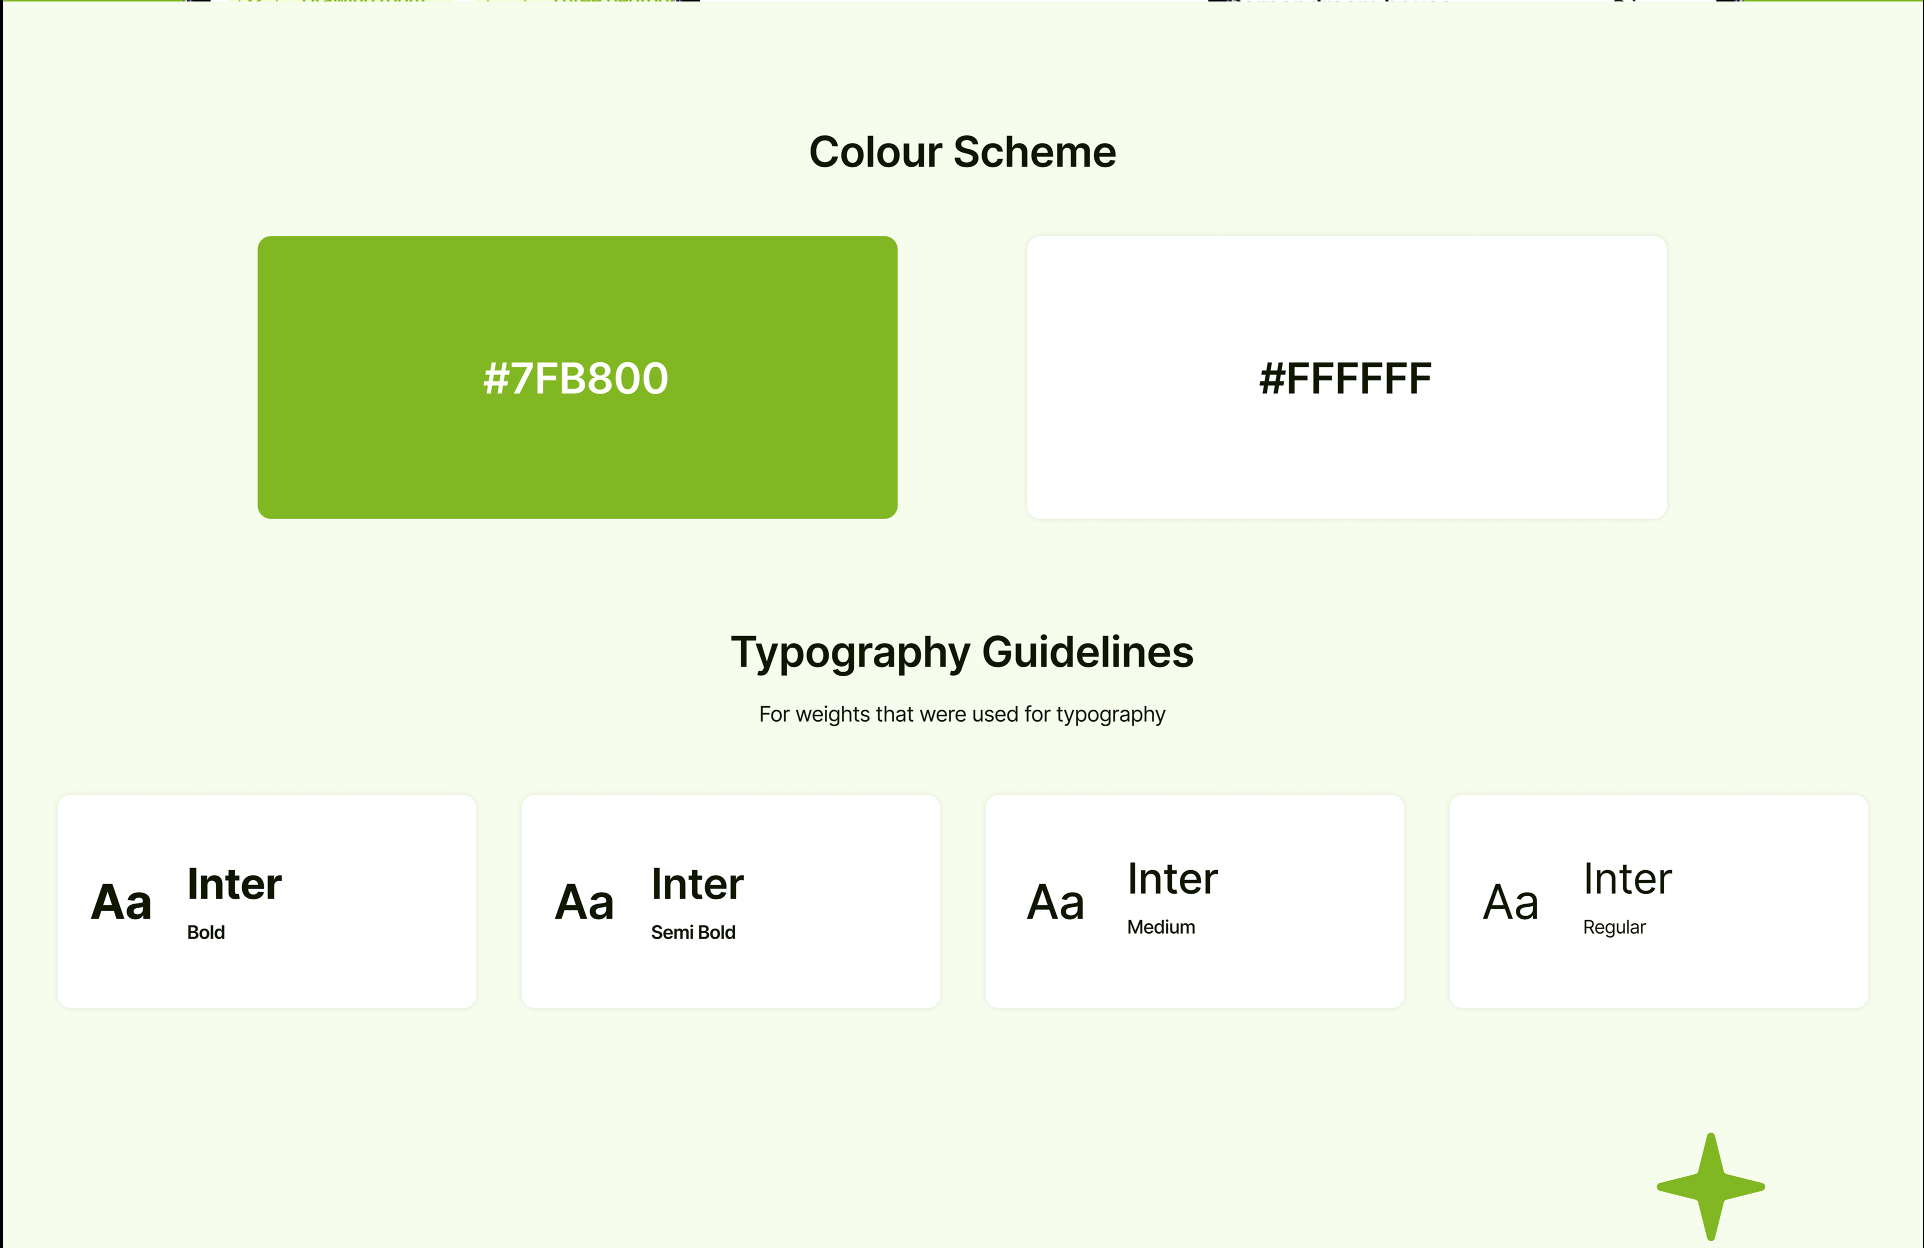 Colour Scheme
#7FB800
#FFFFFF
Typography Guidelines
For weights that were used for typography
Aa
Inter
Bold
Aa
Inter
Semi Bold
Aa
Inter
Medium
Aa
Inter
Regular